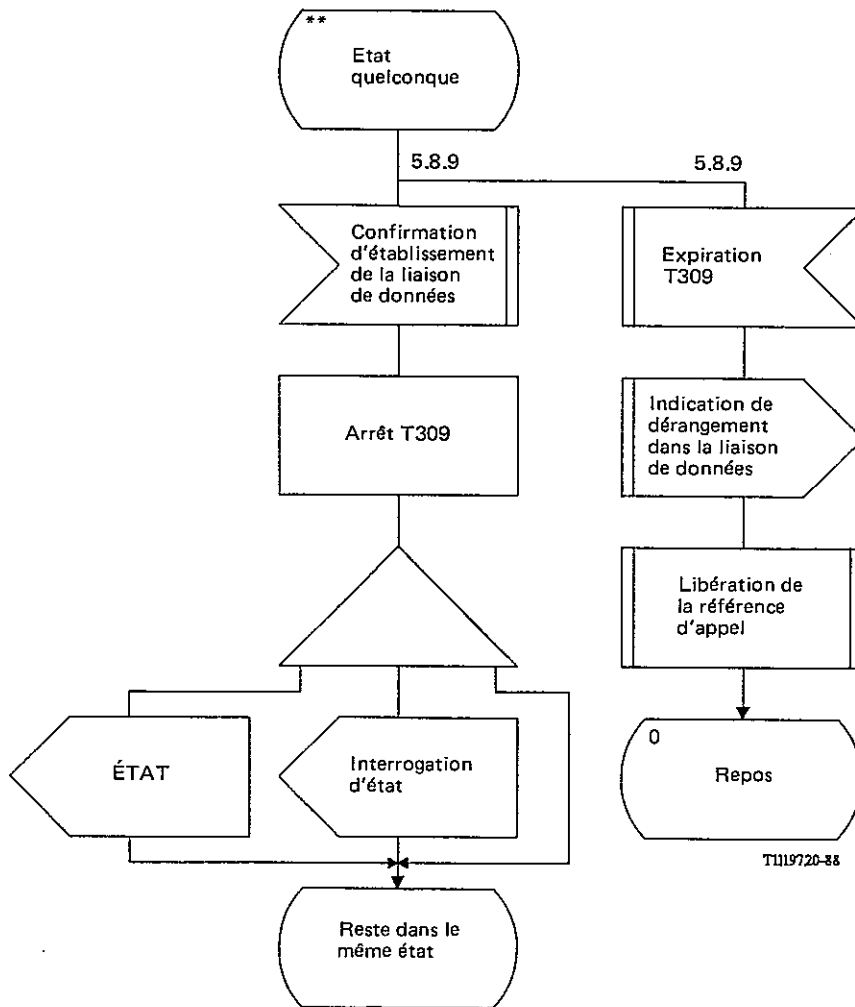 **
Etat
quelconque
5.8.9
5.8.9
Confirmation
d'établissement
de la liaison
de données
Expiration
T309
Arrêt T309
Indication de
dérangement
dans la liaison
de données
Libération de
la référence
d'appel
ÉTAT
Interrogation
d'état
0
Repos
T1119720-88
Reste dans le
même état